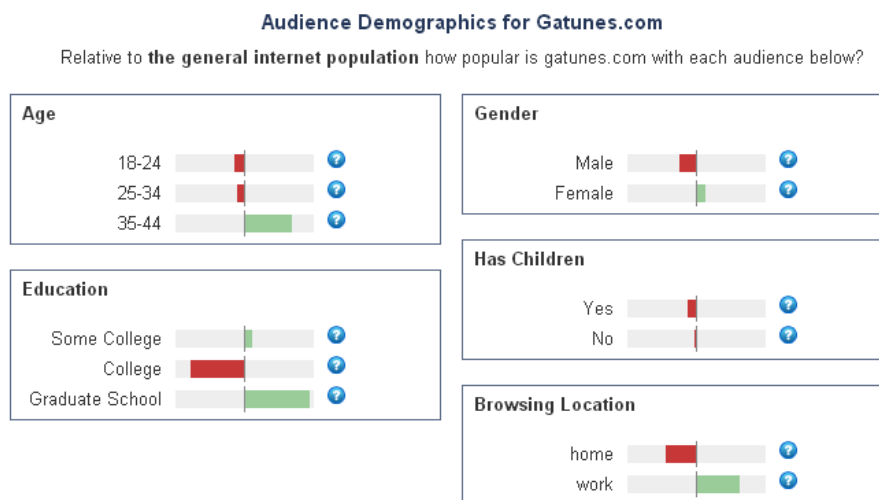 Audience Demographics for Gatunes.com
Relative to the general internet population how popular is gatunes.com with each audience below?
Age
18-24 ?
25-34 ?
35-44 ?
Education
Some College ?
College ?
Graduate School ?
Gender
Male ?
Female ?
Has Children
Yes ?
No ?
Browsing Location
home ?
work ?